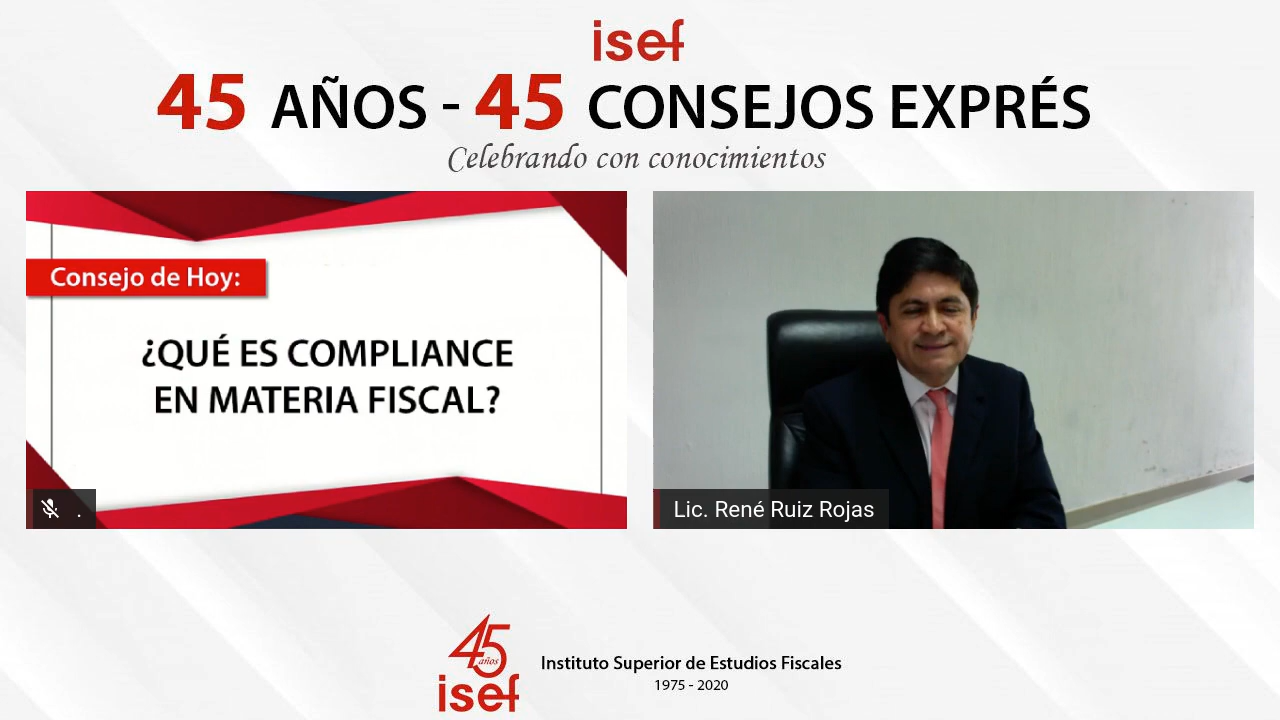 isef
45 AÑOS - 45 CONSEJOS EXPRÉS
Celebrando con conocimientos
Consejo de Hoy:
¿QUÉ ES COMPLIANCE
EN MATERIA FISCAL?
.
Lic. René Ruiz Rojas
45
años
isef
Instituto Superior de Estudios Fiscales
1975 - 2020